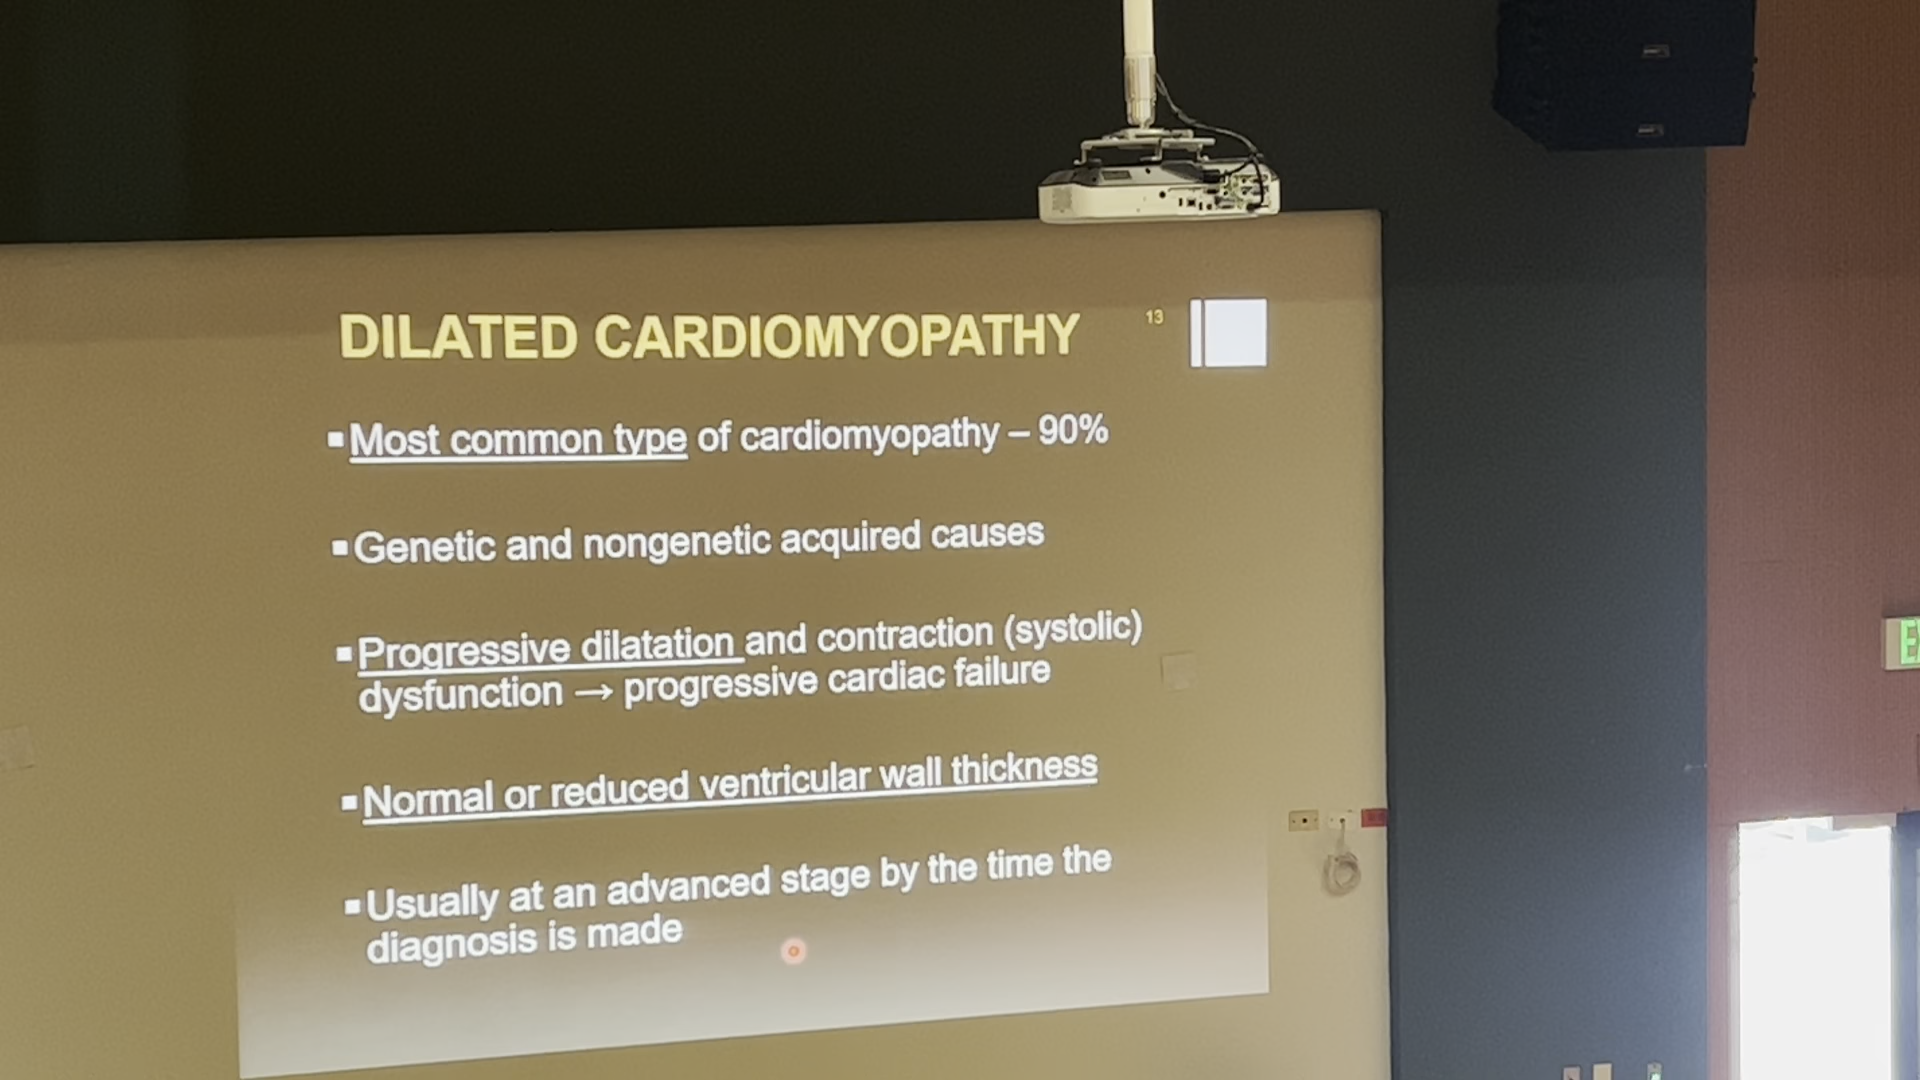 DILATED CARDIOMYOPATHY
13
▪Most common type of cardiomyopathy – 90%
▪Genetic and nongenetic acquired causes
▪Progressive dilatation and contraction (systolic)
dysfunction → progressive cardiac failure
▪Normal or reduced ventricular wall thickness
▪Usually at an advanced stage by the time the
diagnosis is made